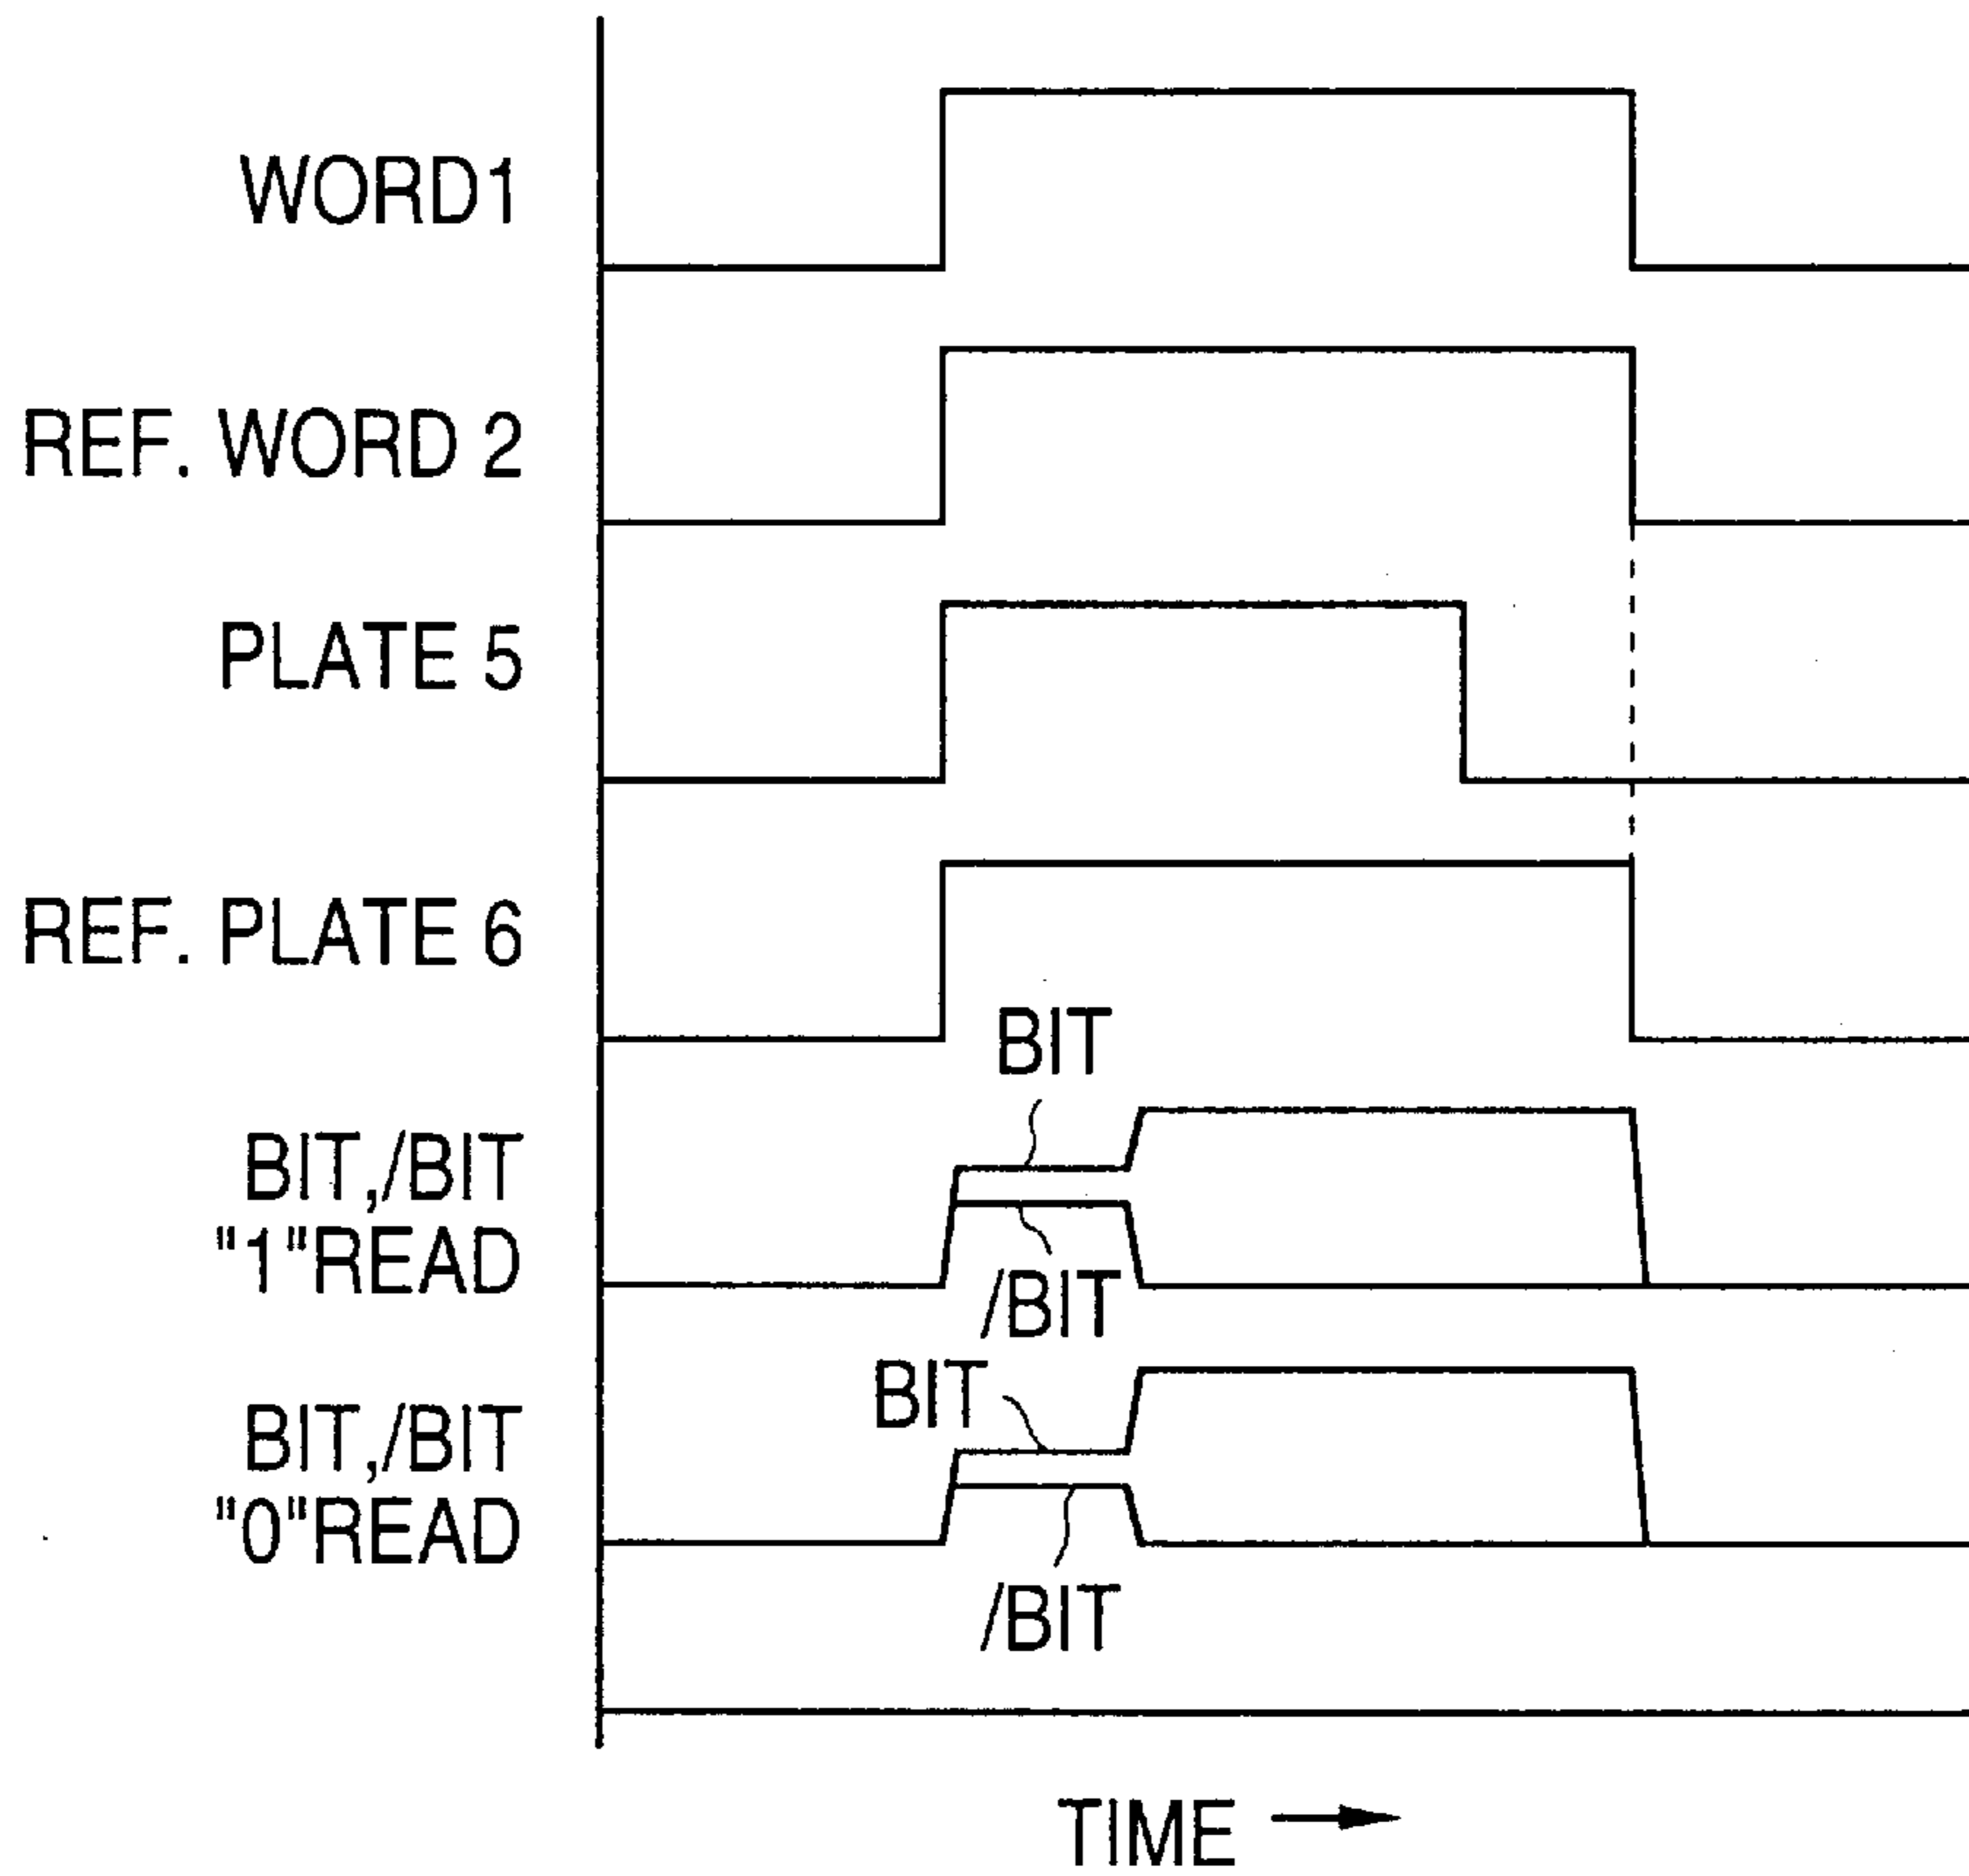 WORD1
REF. WORD 2
PLATE 5
REF. PLATE 6
BIT
BIT,/BIT
"1"READ
/BIT
BIT
BIT,/BIT
"0"READ
/BIT
TIME